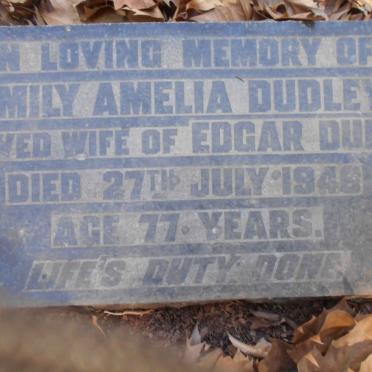 N LOVING MEMORY OF
MILY AMELIA DUDLEY
VED WIFE OF EDGAR DU
DIED 27TH JULY 1948
AGE 77 YEARS.
LIFE'S DUTY DONE